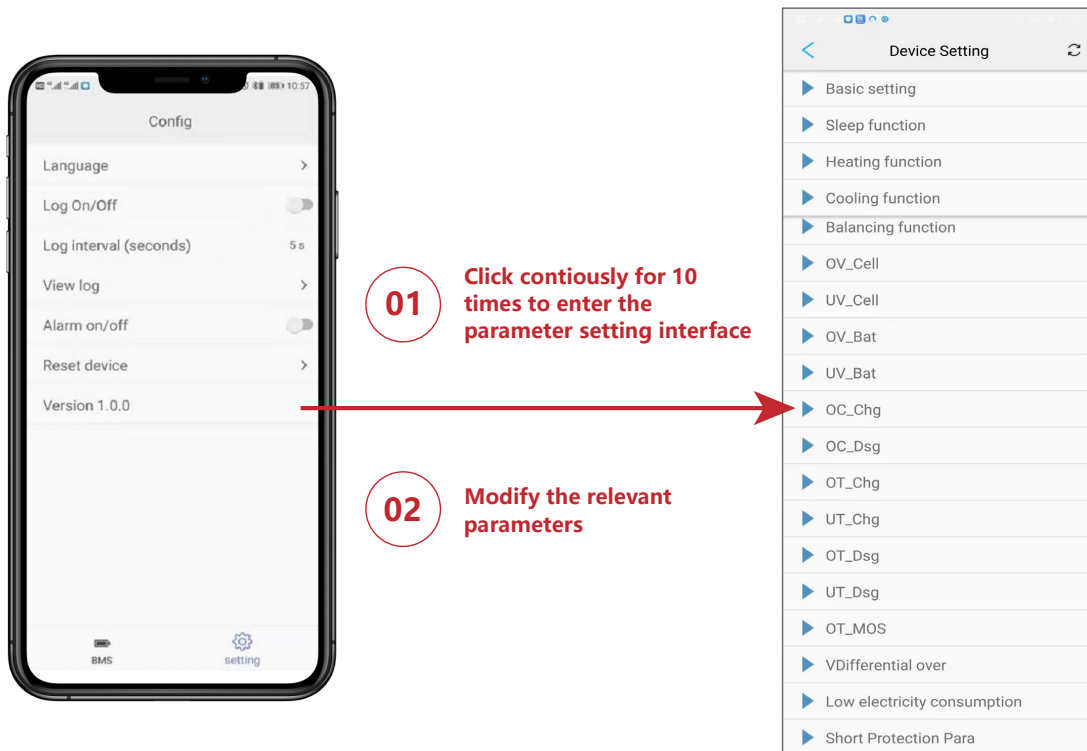 10:57
Config
Language
Log On/Off
Log interval (seconds)
5 s
View log
Alarm on/off
Reset device
Version 1.0.0
BMS
setting
01
Click contiously for 10
times to enter the
parameter setting interface
02
Modify the relevant
parameters
Device Setting
Basic setting
Sleep function
Heating function
Cooling function
Balancing function
OV_Cell
UV_Cell
OV_Bat
UV_Bat
OC_Chg
OC_Dsg
OT_Chg
UT_Chg
OT_Dsg
UT_Dsg
OT_MOS
VDifferential over
Low electricity consumption
Short Protection Para